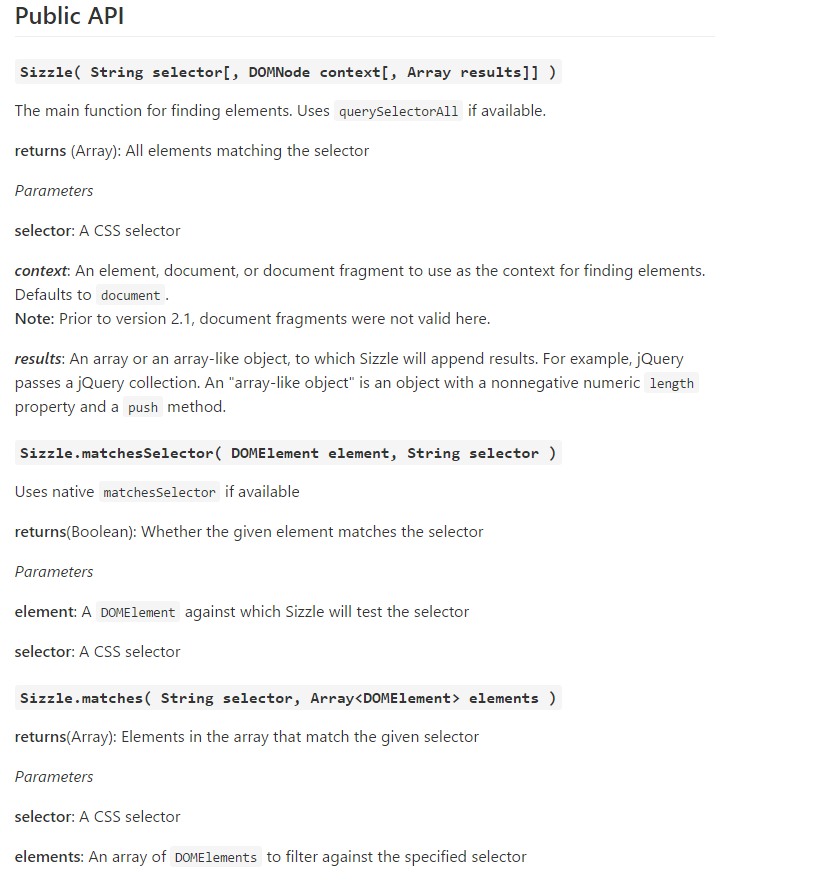 Public API
Sizzle( String selector[, DOMNode context[, Array results]] )
The main function for finding elements. Uses querySelectorAll if available.
returns (Array): All elements matching the selector
Parameters
selector: A CSS selector
context: An element, document, or document fragment to use as the context for finding elements.
Defaults to document.
Note: Prior to version 2.1, document fragments were not valid here.
results: An array or an array-like object, to which Sizzle will append results. For example, jQuery
passes a jQuery collection. An "array-like object" is an object with a nonnegative numeric length
property and a push method.
Sizzle.matchesSelector( DOMElement element, String selector )
Uses native matchesSelector if available
returns(Boolean): Whether the given element matches the selector
Parameters
element: A DOMElement against which Sizzle will test the selector
selector: A CSS selector
Sizzle.matches( String selector, Array<DOMElement> elements )
returns(Array): Elements in the array that match the given selector
Parameters
selector: A CSS selector
elements: An array of DOMElements to filter against the specified selector